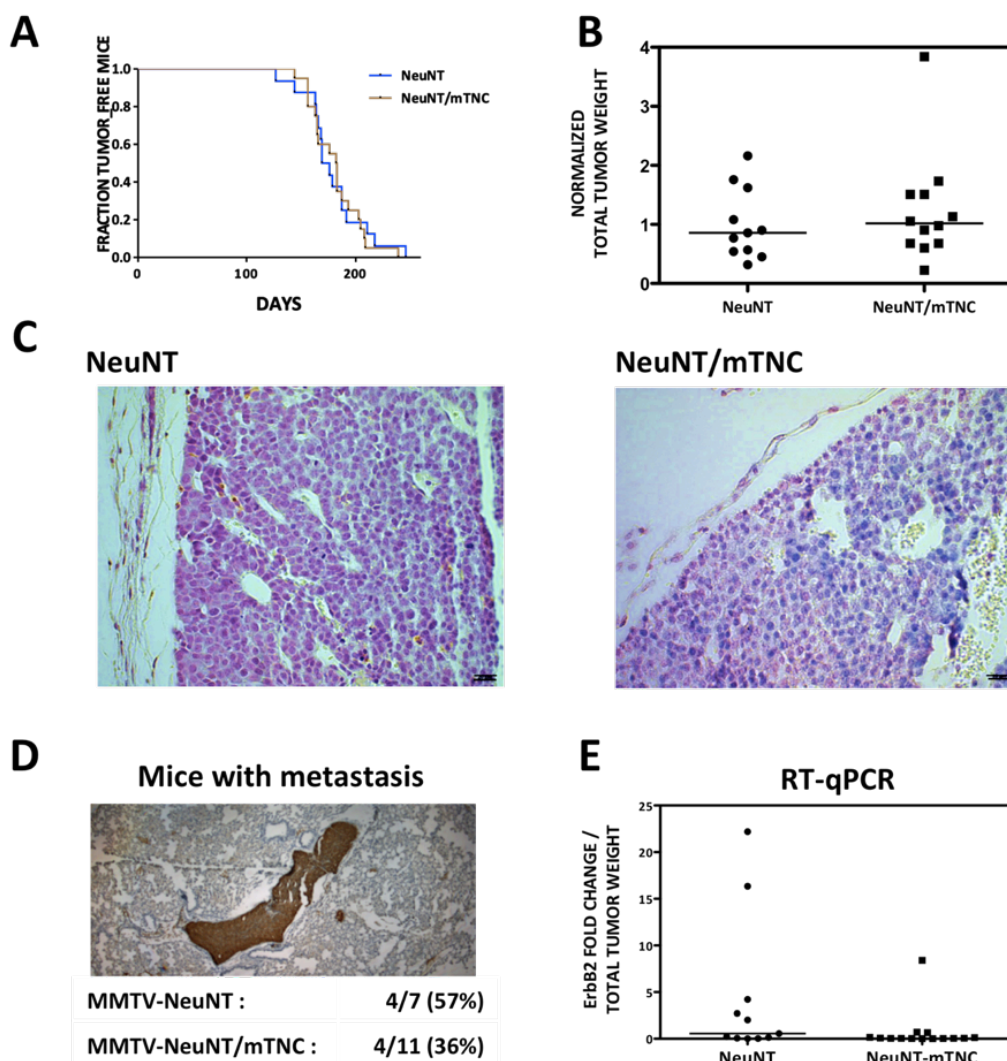 A
FRACTION TUMOR_FREE MICE
1.0
0.8
0.6
0.4
0.2
0.0
0
100
200
DAYS
NeuNT
NeuNT/mTNC
B
NORMALIZED
TOTAL TUMOR WEIGHT
4
3
2
1
0
NeuNT
NeuNT/mTNC
C
NeuNT
NeuNT/mTNC
D
Mice with metastasis
MMTV-NeuNT : 4/7 (57%)
MMTV-NeuNT/mTNC : 4/11 (36%)
E
RT-qPCR
ErbB2 FOLD CHANGE /
TOTAL TUMOR WEIGHT
25
20
15
10
5
0
NeuNT
NeuNT-mTNC